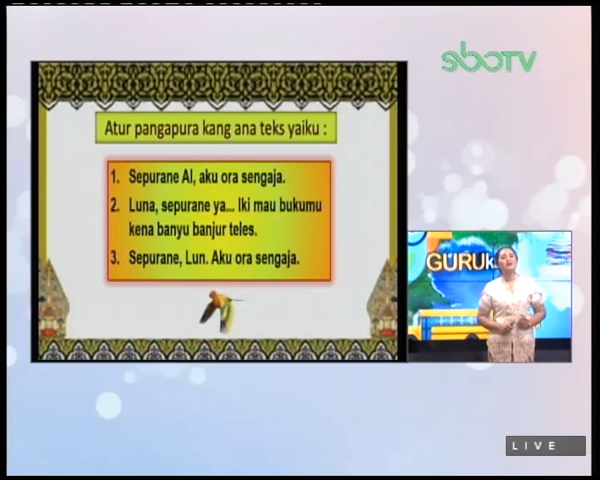 sboTV
Atur pangapura kang ana teks yaiku :
1. Sepurane Al, aku ora sengaja.
2. Luna, sepurane ya... Iki mau bukumu
kena banyu banjur teles.
3. Sepurane, Lun. Aku ora sengaja.
GURUk
LIVE